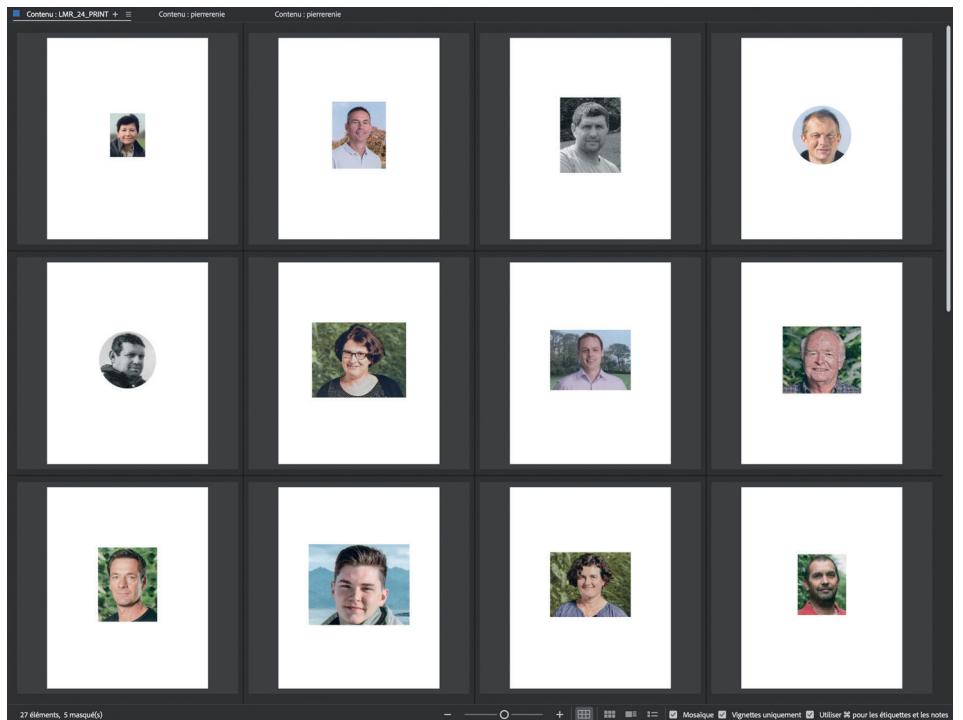 Contenu : LMR_24_PRINT + Contenu : pierrerenie Contenu : pierrerenie
27 éléments, 5 masqué(s) Mosaïque Vignettes uniquement Utiliser ⌘ pour les étiquettes et les notes